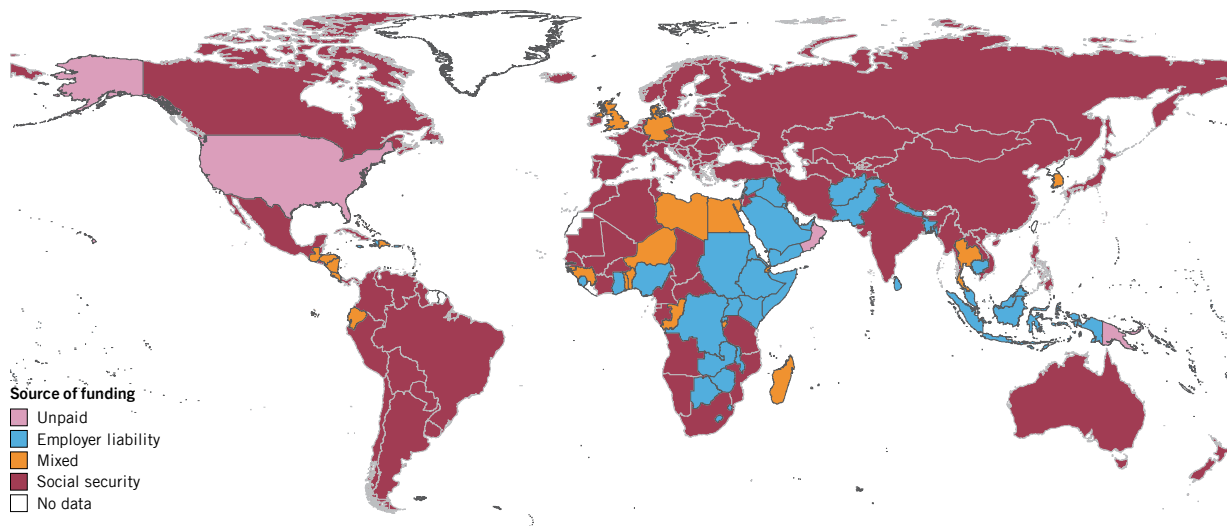 Source of funding
Unpaid
Employer liability
Mixed
Social security
No data